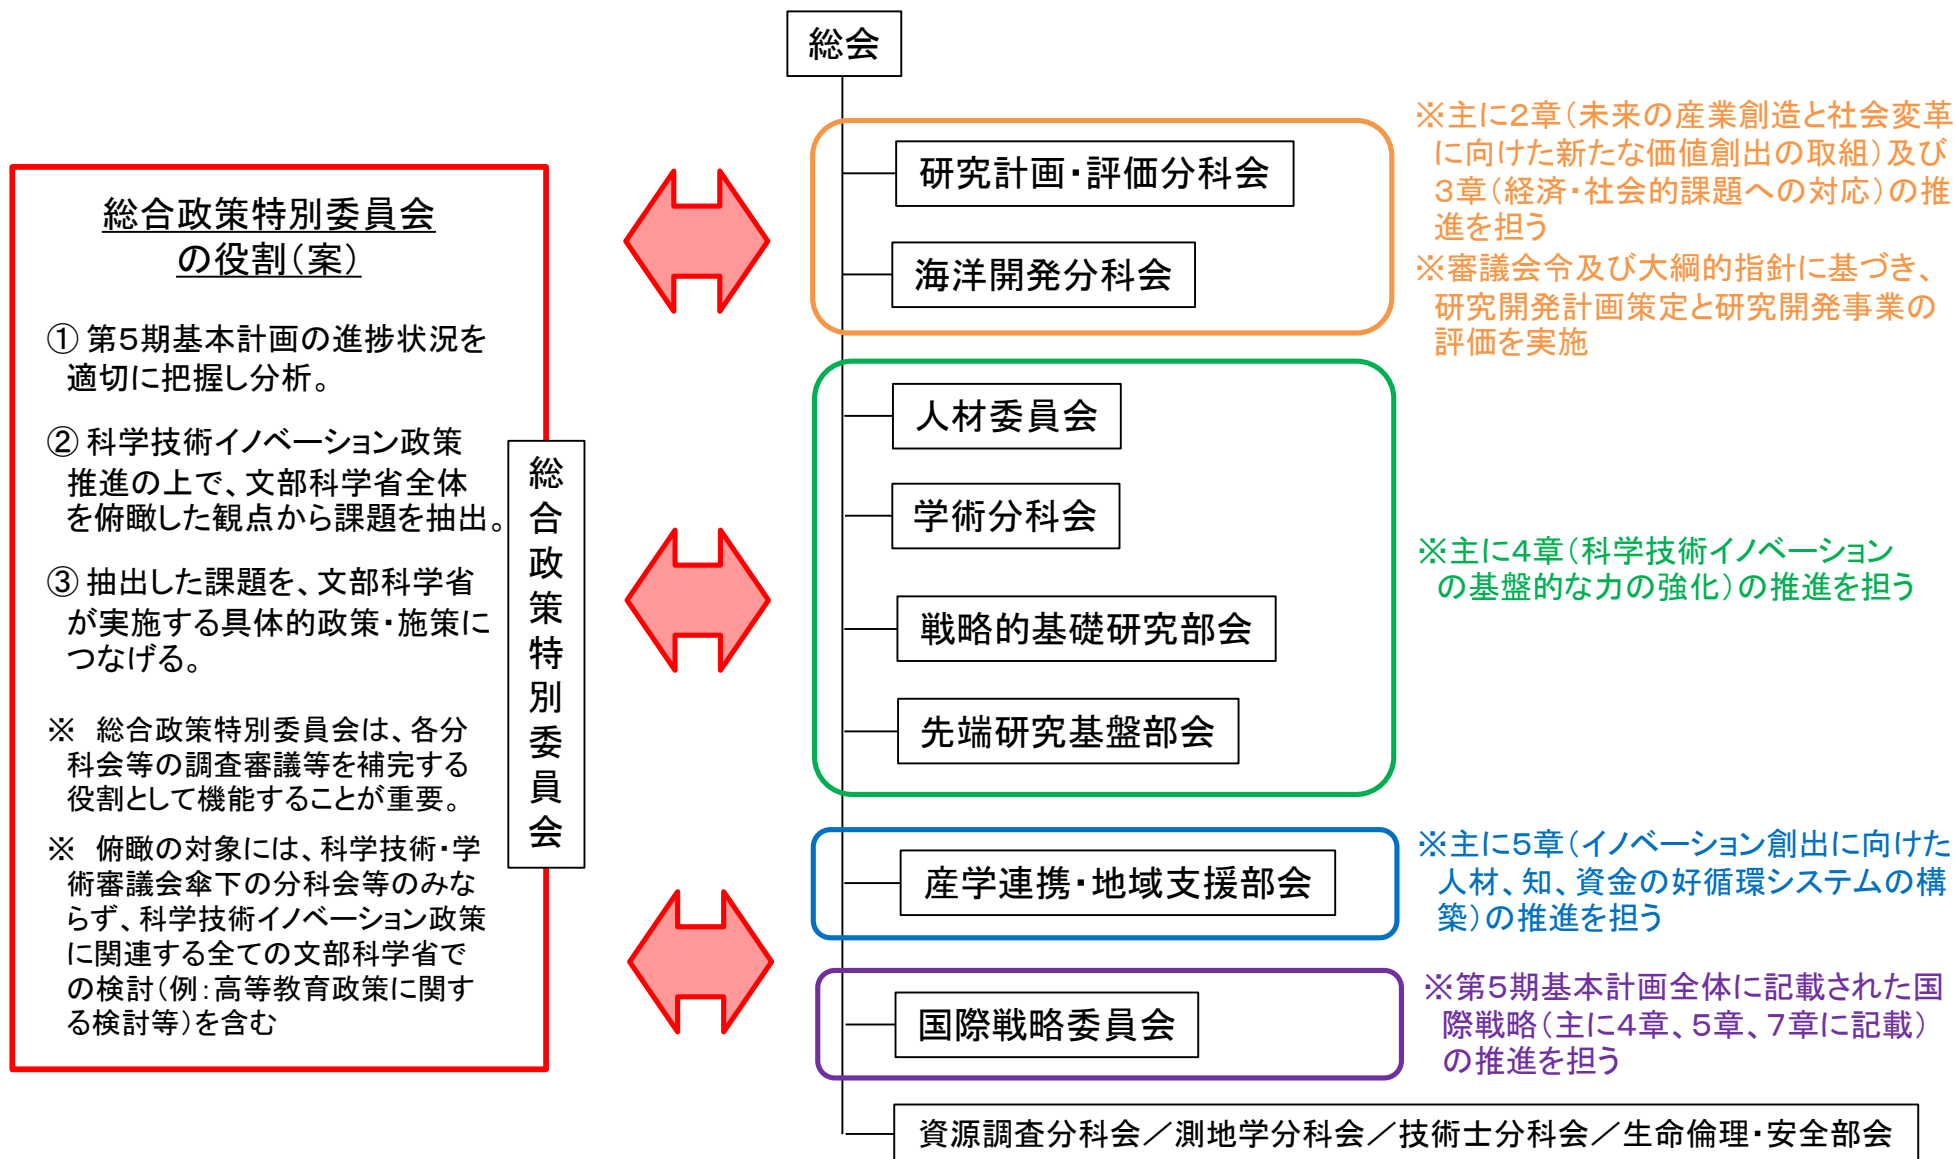 総会
総合政策特別委員会
の役割（案）
① 第５期基本計画の進捗状況を
適切に把握し分析。
② 科学技術イノベーション政策
推進の上で、文部科学省全体
を俯瞰した観点から課題を抽出。
③ 抽出した課題を、文部科学省
が実施する具体的政策・施策に
つなげる。
※　総合政策特別委員会は、各分
科会等の調査審議等を補完する
役割として機能することが重要。
※　俯瞰の対象には、科学技術・学
術審議会傘下の分科会等のみな
らず、科学技術イノベーション政策
に関連する全ての文部科学省で
の検討（例：高等教育政策に関す
る検討等）を含む
総合政策特別委員会
研究計画・評価分科会
海洋開発分科会
※主に２章（未来の産業創造と社会変革
に向けた新たな価値創出の取組）及び
３章（経済・社会的課題への対応）の推
進を担う
※審議会令及び大綱的指針に基づき、
研究開発計画策定と研究開発事業の
評価を実施
人材委員会
学術分科会
戦略的基礎研究部会
先端研究基盤部会
※主に４章（科学技術イノベーション
の基盤的な力の強化）の推進を担う
産学連携・地域支援部会
※主に５章（イノベーション創出に向けた
人材、知、資金の好循環システムの構
築）の推進を担う
国際戦略委員会
※第５期基本計画全体に記載された国
際戦略（主に４章、５章、７章に記載）
の推進を担う
資源調査分科会／測地学分科会／技術士分科会／生命倫理・安全部会